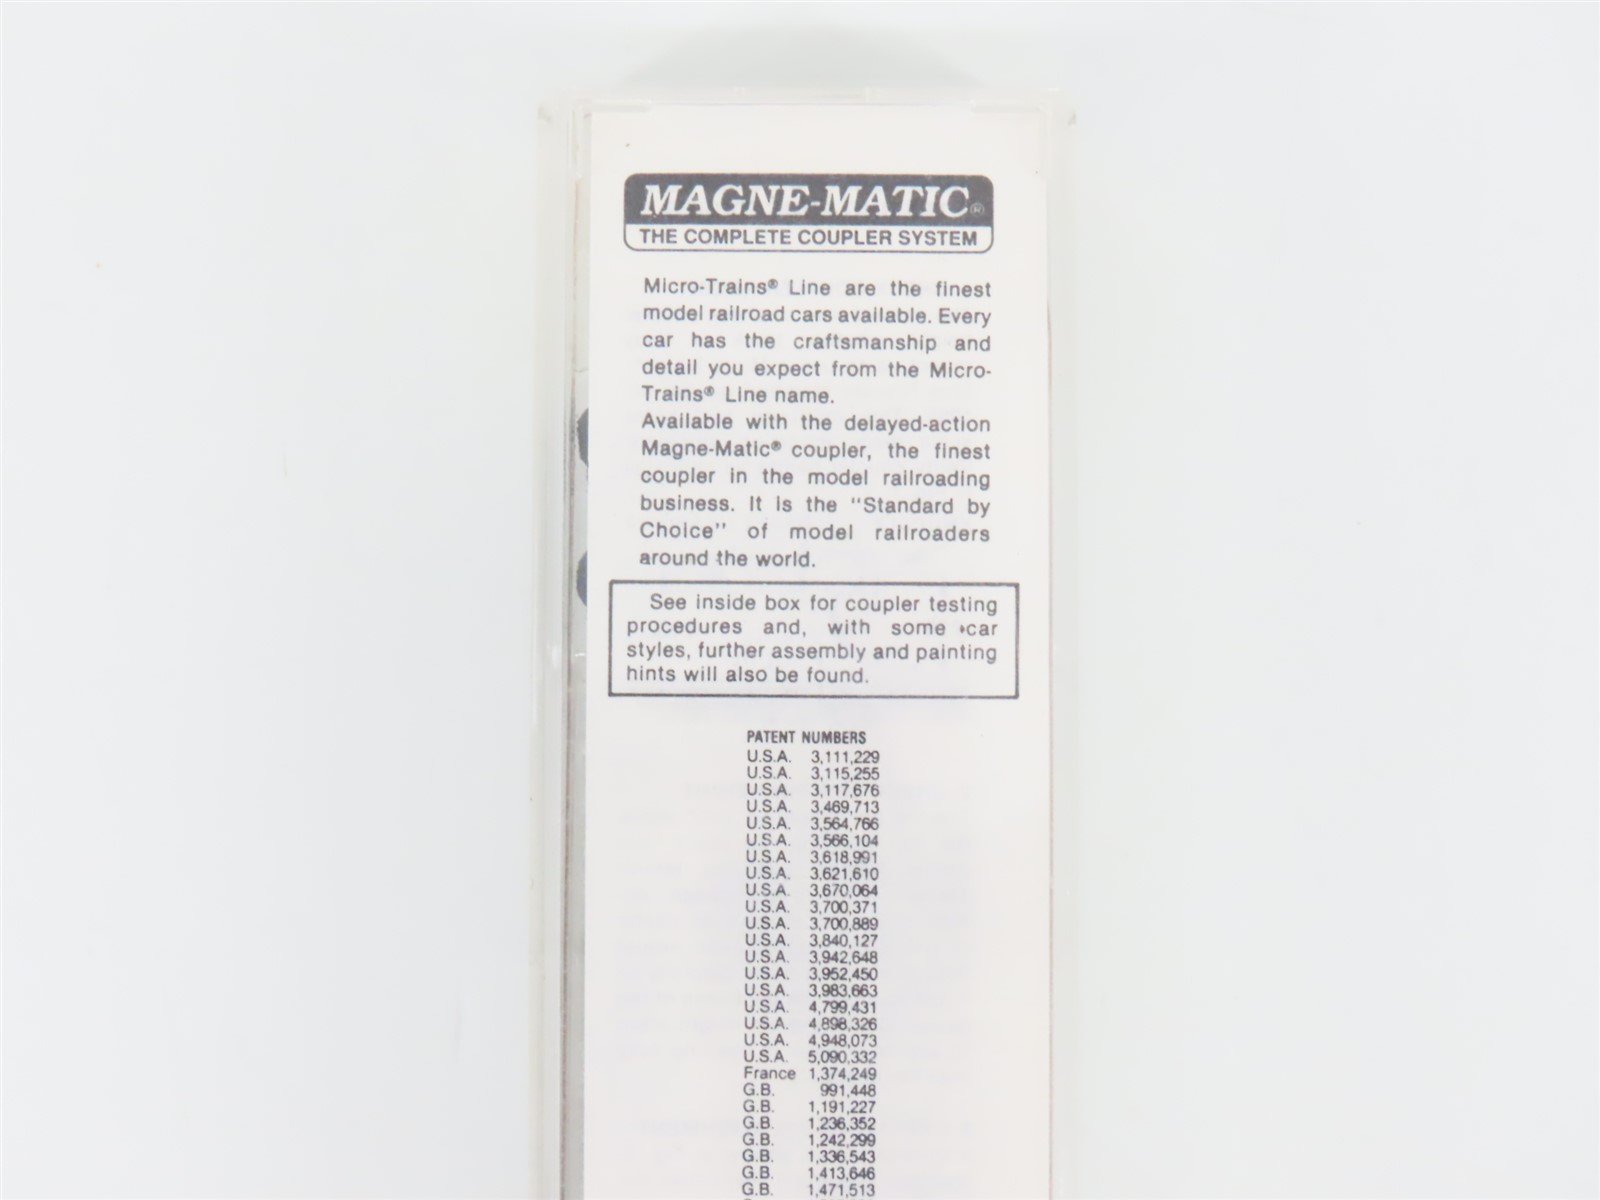 MAGNE-MATIC®
THE COMPLETE COUPLER SYSTEM
Micro-Trains® Line are the finest
model railroad cars available. Every
car has the craftsmanship and
detail you expect from the Micro-
Trains® Line name.
Available with the delayed-action
Magne-Matic® coupler, the finest
coupler in the model railroading
business. It is the "Standard by
Choice" of model railroaders
around the world.
See inside box for coupler testing
procedures and, with some car
styles, further assembly and painting
hints will also be found.
PATENT NUMBERS
U.S.A. 3,111,229
U.S.A. 3,115,255
U.S.A. 3,117,676
U.S.A. 3,469,713
U.S.A. 3,564,766
U.S.A. 3,566,104
U.S.A. 3,618,991
U.S.A. 3,621,610
U.S.A. 3,670,064
U.S.A. 3,700,371
U.S.A. 3,700,889
U.S.A. 3,840,127
U.S.A. 3,942,648
U.S.A. 3,952,450
U.S.A. 3,983,663
U.S.A. 4,799,431
U.S.A. 4,898,326
U.S.A. 4,948,073
U.S.A. 5,090,332
France 1,374,249
G.B. 991,448
G.B. 1,191,227
G.B. 1,236,352
G.B. 1,242,299
G.B. 1,336,543
G.B. 1,413,646
G.B. 1,471,513